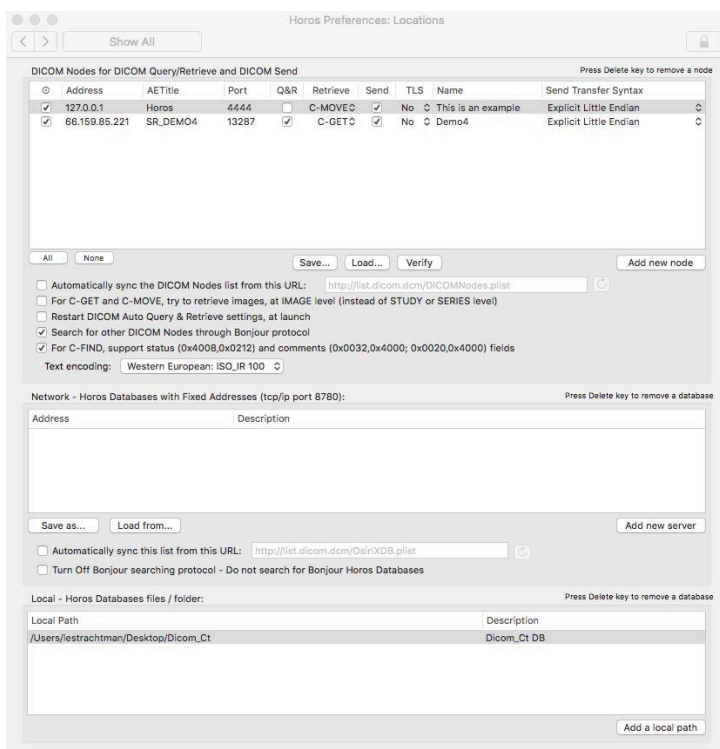 Horos Preferences: Locations
Show All
DICOM Nodes for DICOM Query/Retrieve and DICOM Send Press Delete key to remove a node
Address AETitle Port Q&R Retrieve Send TLS Name Send Transfer Syntax
127.0.0.1 Horos 4444 C-MOVE No This is an example Explicit Little Endian
66.159.85.221 SR_DEMO4 13287 C-GET No Demo4 Explicit Little Endian
All None Save... Load... Verify Add new node
Automatically sync the DICOM Nodes list from this URL: http://list.dicom.dcm/DICOMNodes.plist
For C-GET and C-MOVE, try to retrieve images, at IMAGE level (instead of STUDY or SERIES level)
Restart DICOM Auto Query & Retrieve settings, at launch
Search for other DICOM Nodes through Bonjour protocol
For C-FIND, support status (0x4008,0x0212) and comments (0x0032,0x4000; 0x0020,0x4000) fields
Text encoding: Western European: ISO_IR 100
Network - Horos Databases with Fixed Addresses (tcp/ip port 8780): Press Delete key to remove a database
Address Description
Save as... Load from... Add new server
Automatically sync this list from this URL: http://list.dicom.dcm/OsiriXDB.plist
Turn Off Bonjour searching protocol - Do not search for Bonjour Horos Databases
Local - Horos Databases files / folder: Press Delete key to remove a database
Local Path Description
/Users/lestrachtman/Desktop/Dicom_Ct Dicom_Ct DB
Add a local path